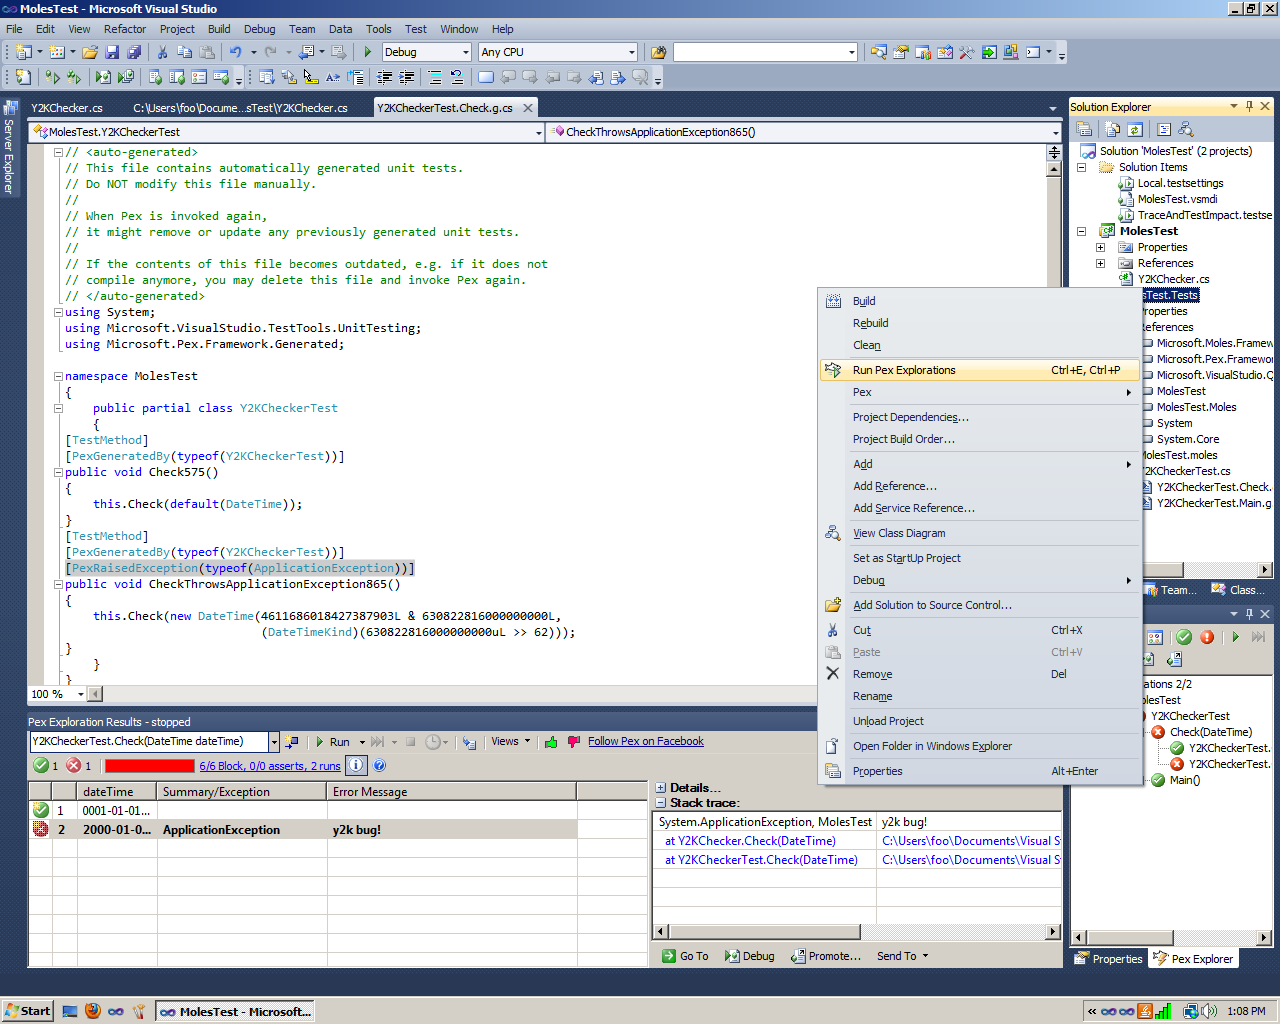 MolesTest - Microsoft Visual Studio
File Edit View Refactor Project Build Debug Team Data Tools Test Window Help
Debug Any CPU
Server Explorer
Y2KChecker.cs C:\Users\foo\Docume...sTest\Y2KChecker.cs Y2KCheckerTest.Check.g.cs
MolesTest.Y2KCheckerTest CheckThrowsApplicationException865()
// <auto-generated>
// This file contains automatically generated unit tests.
// Do NOT modify this file manually.
//
// When Pex is invoked again,
// it might remove or update any previously generated unit tests.
//
// If the contents of this file becomes outdated, e.g. if it does not
// compile anymore, you may delete this file and invoke Pex again.
// </auto-generated>
using System;
using Microsoft.VisualStudio.TestTools.UnitTesting;
using Microsoft.Pex.Framework.Generated;
namespace MolesTest
{
public partial class Y2KCheckerTest
{
[TestMethod]
[PexGeneratedBy(typeof(Y2KCheckerTest))]
public void Check575()
{
this.Check(default(DateTime));
}
[TestMethod]
[PexGeneratedBy(typeof(Y2KCheckerTest))]
[PexRaisedException(typeof(ApplicationException))]
public void CheckThrowsApplicationException865()
{
this.Check(new DateTime(4611686018427387903L & 630822816000000000L,
(DateTimeKind)(630822816000000000uL >> 62)));
}
}
}
100 %
Solution Explorer
Solution 'MolesTest' (2 projects)
Solution Items
Local.testsettings
MolesTest.vsmdi
TraceAndTestImpact.testse
MolesTest
Properties
References
Y2KChecker.cs
sTest.Tests
roperties
eferences
Microsoft.Moles.Framew
Microsoft.Pex.Framewor
Microsoft.VisualStudio.Q
MolesTest
MolesTest.Moles
System
System.Core
MolesTest.moles
Y2KCheckerTest.cs
Y2KCheckerTest.Check.
Y2KCheckerTest.Main.g
Team... Class...
Build
Rebuild
Clean
Run Pex Explorations Ctrl+E, Ctrl+P
Pex
Project Dependencies...
Project Build Order...
Add
Add Reference...
Add Service Reference...
View Class Diagram
Set as StartUp Project
Debug
Add Solution to Source Control...
Cut Ctrl+X
Paste Ctrl+V
Remove Del
Rename
Unload Project
Open Folder in Windows Explorer
Properties Alt+Enter
Pex Exploration Results - stopped
Y2KCheckerTest.Check(DateTime dateTime) Run Views Follow Pex on Facebook
1 1 6/6 Block, 0/0 asserts, 2 runs
dateTime Summary/Exception Error Message
1 0001-01-01...
2 2000-01-0... ApplicationException y2k bug!
Details...
Stack trace:
System.ApplicationException, MolesTest y2k bug!
at Y2KChecker.Check(DateTime) C:\Users\foo\Documents\Visual S
at Y2KCheckerTest.Check(DateTime) C:\Users\foo\Documents\Visual S
Go To Debug Promote... Send To
ations 2/2
olesTest
Y2KCheckerTest
Check(DateTime)
Y2KCheckerTest.
Y2KCheckerTest.
Main()
Properties Pex Explorer
Start MolesTest - Microsoft... « 1:08 PM